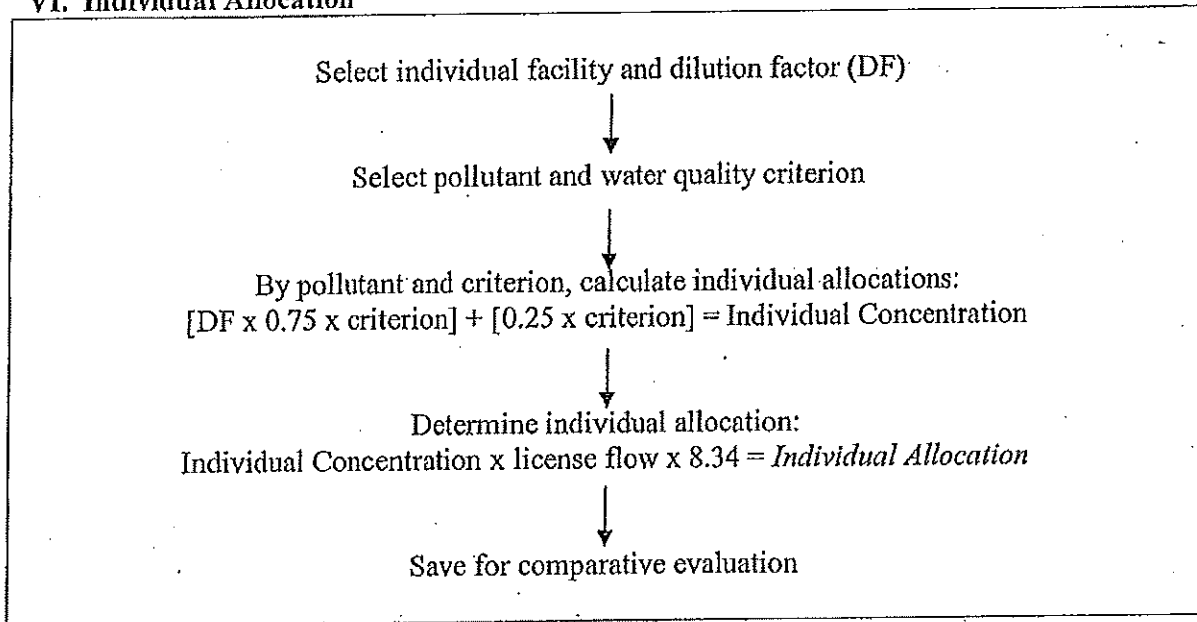 VI. Individual Allocation
Select individual facility and dilution factor (DF)
Select pollutant and water quality criterion
By pollutant and criterion, calculate individual allocations:
[DF x 0.75 x criterion] + [0.25 x criterion] = Individual Concentration
Determine individual allocation:
Individual Concentration x license flow x 8.34 = Individual Allocation
Save for comparative evaluation